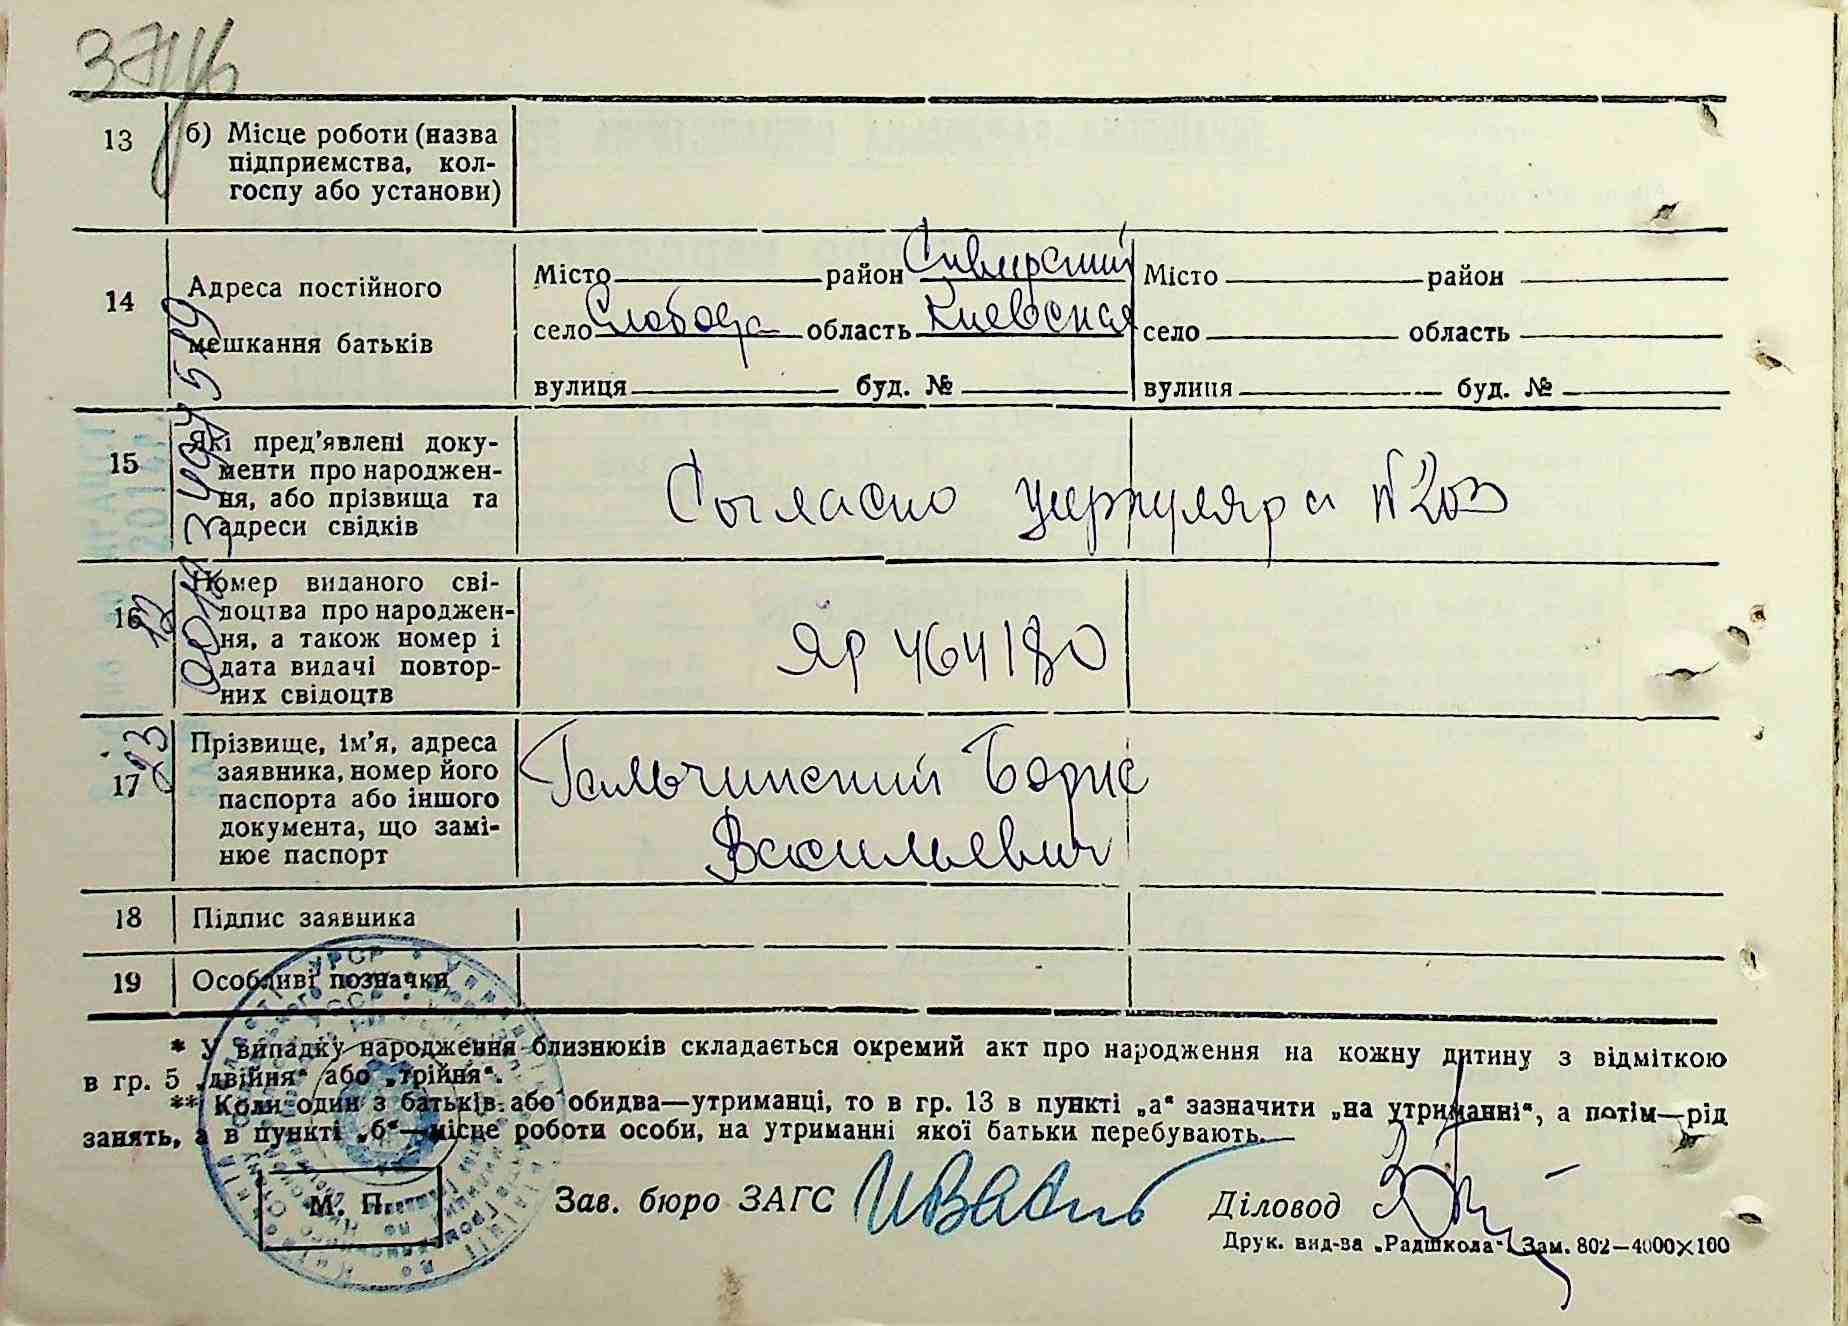 13 б) Місце роботи (назва
підприємства, кол-
госпу або установи)
14 Адреса постійного
мешкання батьків
Місто район Сквирский
село Слобода область Киевская
вулиця буд. №
Місто район
село область
вулиця буд. №
15 Які пред'явлені доку-
менти про народжен-
ня, або прізвища та
адреси свідків
Согласно циркуляра №203
16 Номер виданого сві-
доцтва про народжен-
ня, а також номер і
дата видачі повтор-
них свідоцтв
ЯР 464180
17 Прізвище, ім'я, адреса
заявника, номер його
паспорта або іншого
документа, що замі-
нює паспорт
Гальчинский Борис
Васильевич
18 Підпис заявника
19 Особливі позначки
* У випадку народження близнюків складається окремий акт про народження на кожну дитину з відміткою
в гр. 5 „двійня“ або „трійня“.
** Коли один з батьків або обидва—утриманці, то в гр. 13 в пункті „а“ зазначити „на утриманні“, а потім—рід
занять, а в пункті „б“—місце роботи особи, на утриманні якої батьки перебувають.
М. П.
Зав. бюро ЗАГС
Діловод
Друк. вид-ва „Радшкола“. Зам. 802—4000×100